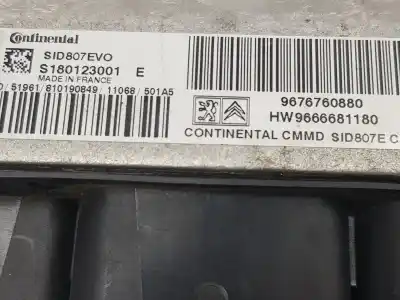 Continental
SID807EVO
S180123001 E
MADE IN FRANCE
51961/810190849/11068/501A5
9676760880
HW9666681180
CONTINENTAL CMMD SID807E